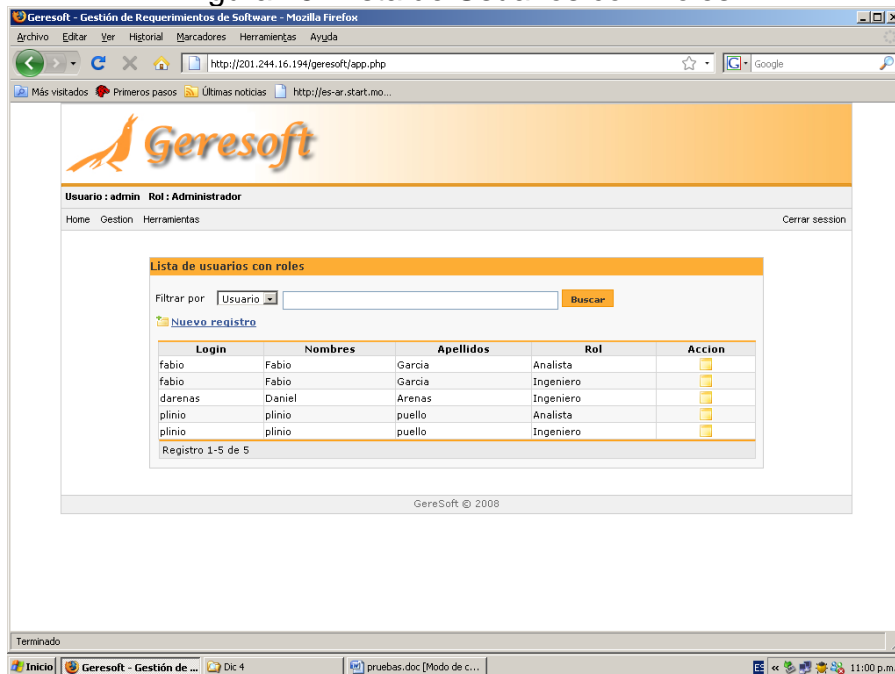 Geresoft - Gestión de Requerimientos de Software - Mozilla Firefox
Archivo Editar Ver Historial Marcadores Herramientas Ayuda
http://201.244.16.194/geresoft/app.php
Google
Más visitados Primeros pasos Últimas noticias http://es-ar.start.mo...
Geresoft
Usuario : admin Rol : Administrador
Home Gestion Herramientas Cerrar session
Lista de usuarios con roles
Filtrar por Usuario Buscar
Nuevo registro
Login Nombres Apellidos Rol Accion
fabio Fabio Garcia Analista
fabio Fabio Garcia Ingeniero
darenas Daniel Arenas Ingeniero
plinio plinio puello Analista
plinio plinio puello Ingeniero
Registro 1-5 de 5
GereSoft © 2008
Terminado
Inicio Geresoft - Gestión de ... Dic 4 pruebas.doc [Modo de c... ES « 11:00 p.m.